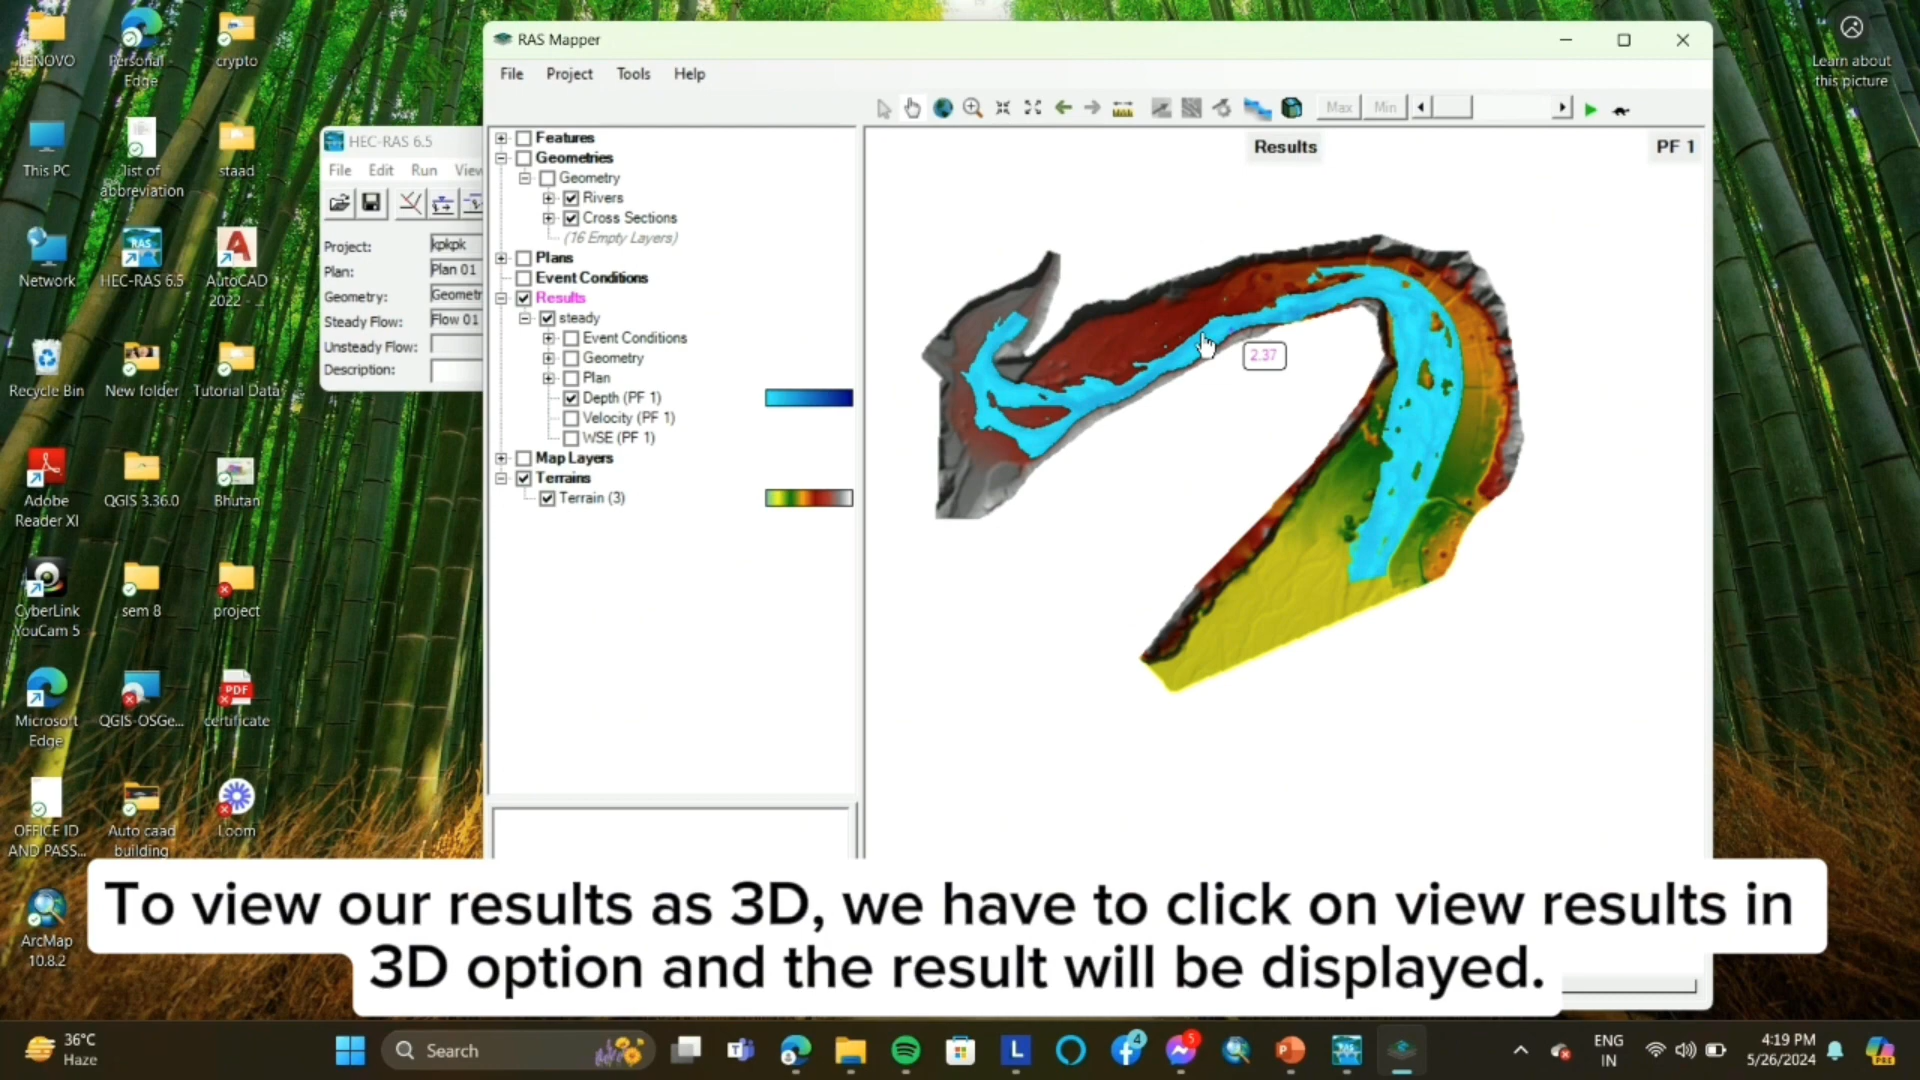 LENOVO
Personal - Edge
crypto
Learn about this picture
This PC
list of abbreviation
staad
Network
HEC-RAS 6.5
AutoCAD 2022 - ...
Recycle Bin
New folder
Tutorial Data
Adobe Reader XI
QGIS 3.36.0
Bhutan
CyberLink YouCam 5
sem 8
project
Microsoft Edge
QGIS-OSGe...
PDF
certificate
OFFICE ID AND PASS...
Auto caad building
Loom
ArcMap 10.8.2
HEC-RAS 6.5
File Edit Run View
Project: kpkpk
Plan: Plan 01
Geometry: Geometr
Steady Flow: Flow 01
Unsteady Flow:
Description:
RAS Mapper
File Project Tools Help
Max Min
Features
Geometries
Geometry
Rivers
Cross Sections
(16 Empty Layers)
Plans
Event Conditions
Results
steady
Event Conditions
Geometry
Plan
Depth (PF 1)
Velocity (PF 1)
WSE (PF 1)
Map Layers
Terrains
Terrain (3)
Results
PF 1
2.37
To view our results as 3D, we have to click on view results in
3D option and the result will be displayed.
36°C
Haze
Search
4
5
ENG
IN
4:19 PM
5/26/2024